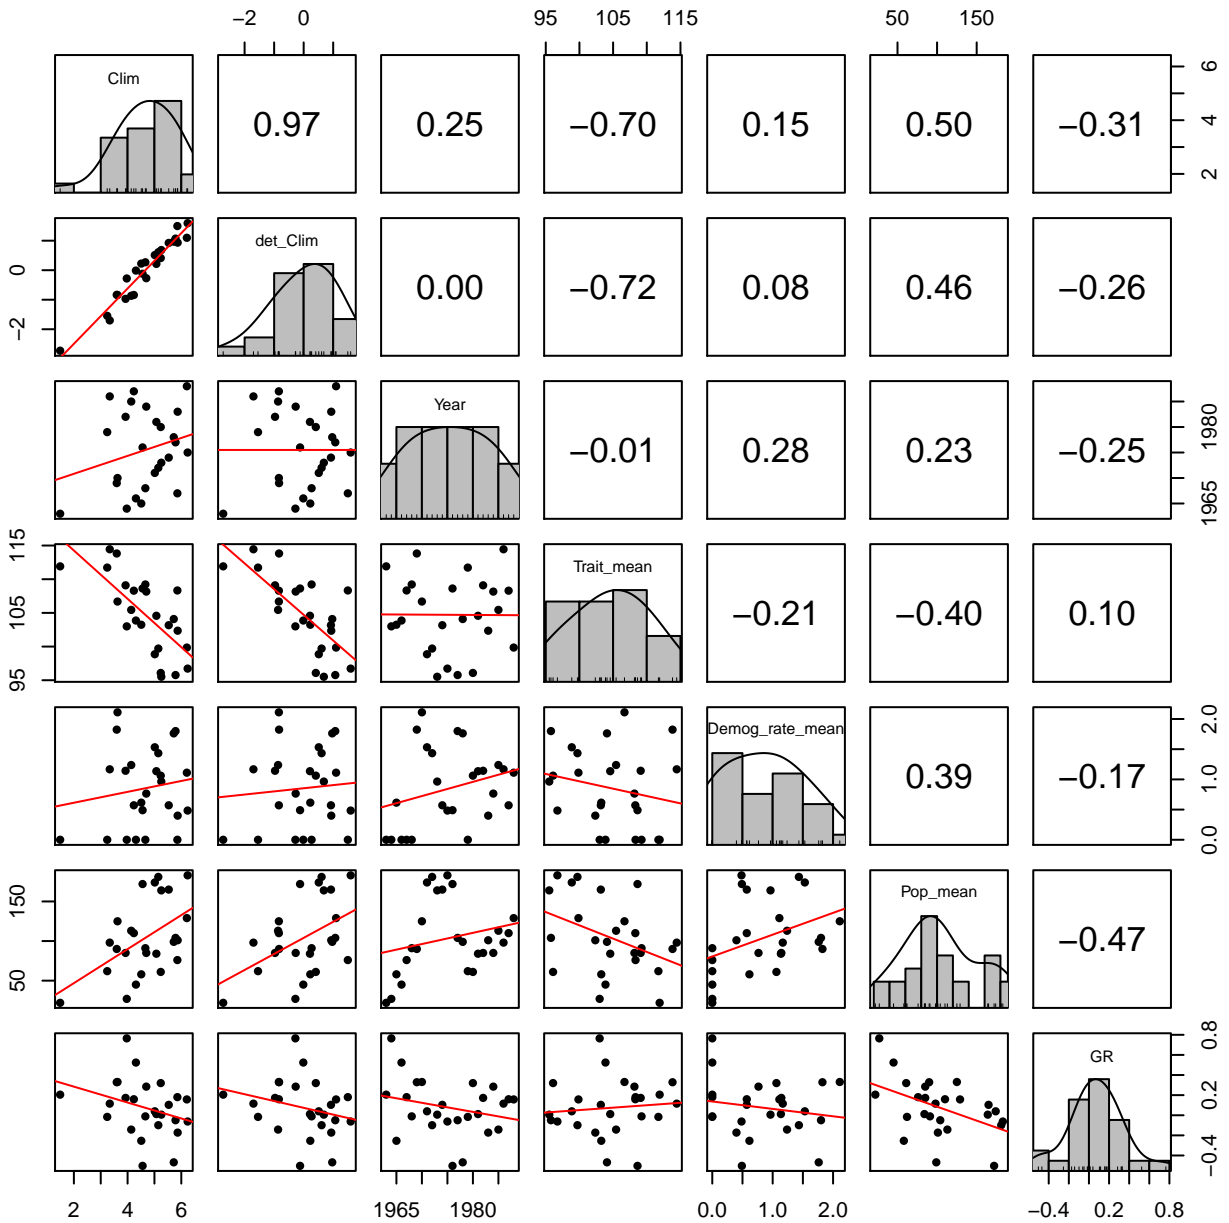 −2 0 95 105 115 50 150
Clim 0.97 0.25 −0.70 0.15 0.50 −0.31 2 4 6
−2 0 det_Clim 0.00 −0.72 0.08 0.46 −0.26
Year −0.01 0.28 0.23 −0.25 1965 1980
95 105 115 Trait_mean −0.21 −0.40 0.10
Demog_rate_mean 0.39 −0.17 0.0 1.0 2.0
50 150 Pop_mean −0.47
GR −0.4 0.2 0.8
2 4 6 1965 1980 0.0 1.0 2.0 −0.4 0.2 0.8